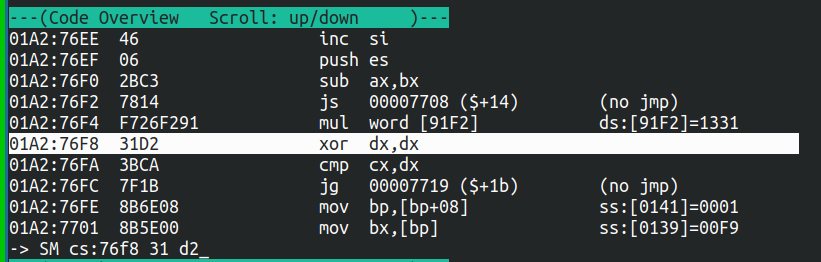 ---(Code Overview   Scroll: up/down      )---
01A2:76EE  46                   inc  si
01A2:76EF  06                   push es
01A2:76F0  2BC3                 sub  ax,bx
01A2:76F2  7814                 js   00007708 ($+14)        (no jmp)
01A2:76F4  F726F291             mul  word [91F2]            ds:[91F2]=1331
01A2:76F8  31D2                 xor  dx,dx
01A2:76FA  3BCA                 cmp  cx,dx
01A2:76FC  7F1B                 jg   00007719 ($+1b)        (no jmp)
01A2:76FE  8B6E08               mov  bp,[bp+08]             ss:[0141]=0001
01A2:7701  8B5E00               mov  bx,[bp]                ss:[0139]=00F9
-> SM cs:76f8 31 d2_